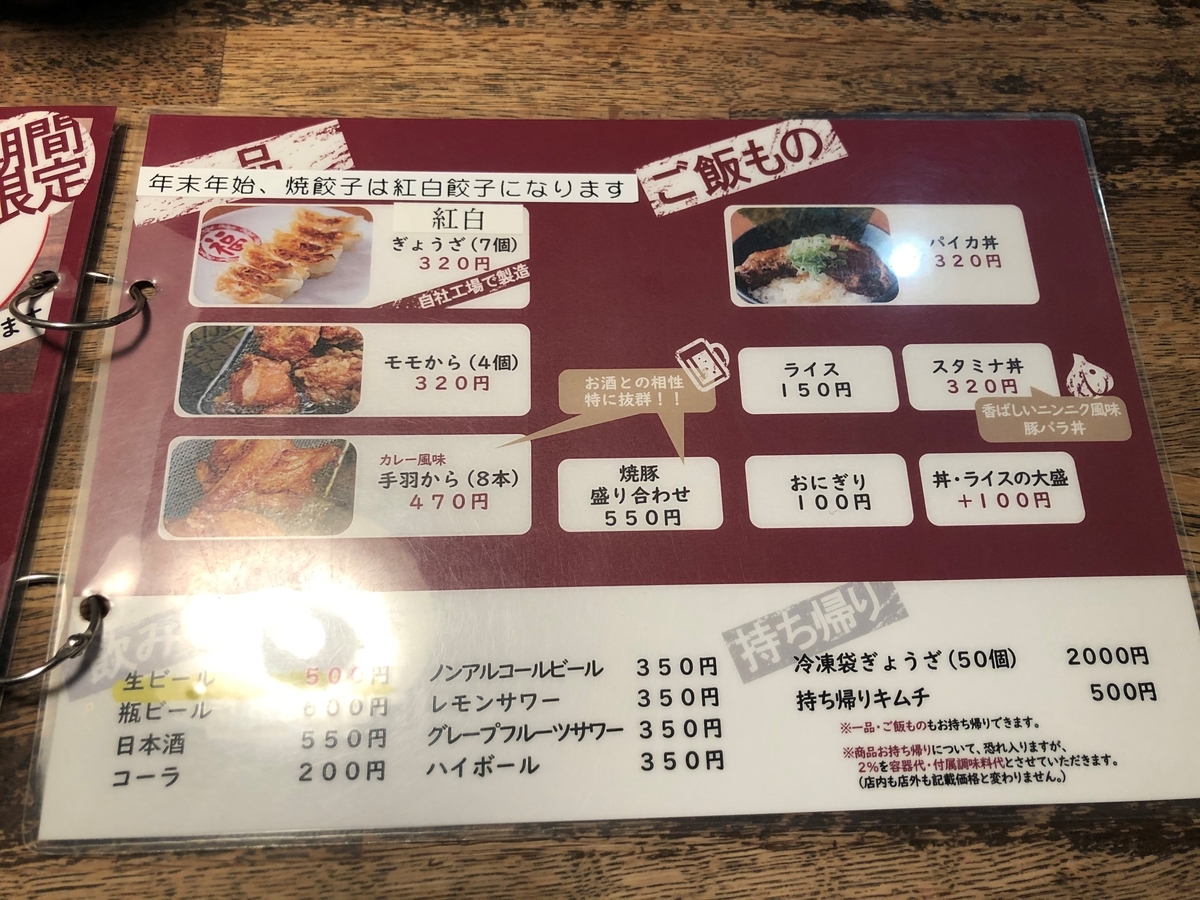 期間
限定
ます
品
年末年始、焼餃子は紅白餃子になります
紅白
ぎょうざ(7個)
320円
自社工場で製造
福
モモから(4個)
320円
カレー風味
手羽から(8本)
470円
お酒との相性
特に抜群!!
焼豚
盛り合わせ
550円
ご飯もの
パイカ丼
320円
ライス
150円
スタミナ丼
320円
香ばしいニンニク風味
豚バラ丼
おにぎり
100円
丼・ライスの大盛
+100円
飲み
生ビール 500円
瓶ビール 600円
日本酒 550円
コーラ 200円
ノンアルコールビール 350円
レモンサワー 350円
グレープフルーツサワー 350円
ハイボール 350円
持ち帰り
冷凍袋ぎょうざ(50個) 2000円
持ち帰りキムチ 500円
※一品・ご飯ものもお持ち帰りできます。
※商品お持ち帰りについて、恐れ入りますが、
2%を容器代・付属調味料代とさせていただきます。
(店内も店外も記載価格と変わりません。)